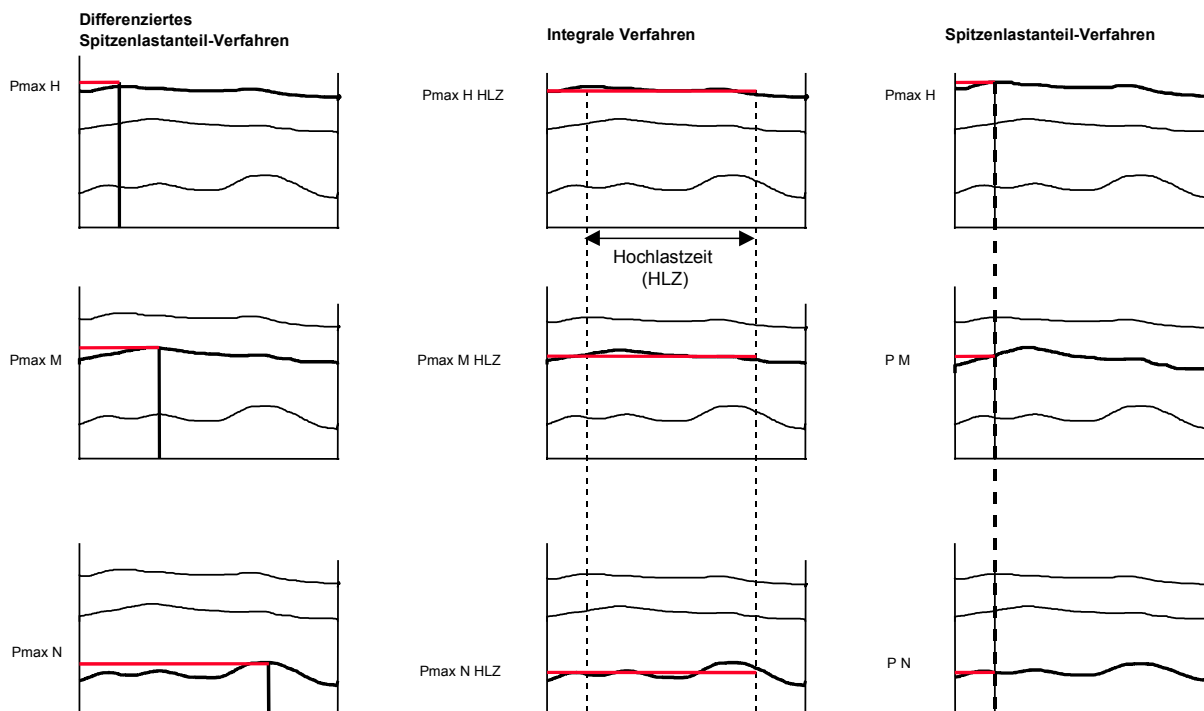 Differenziertes
Spitzenlastanteil-Verfahren
Integrale Verfahren
Spitzenlastanteil-Verfahren
Pmax H
Pmax H HLZ
Pmax H
Hochlastzeit
(HLZ)
Pmax M
Pmax M HLZ
P M
Pmax N
Pmax N HLZ
P N